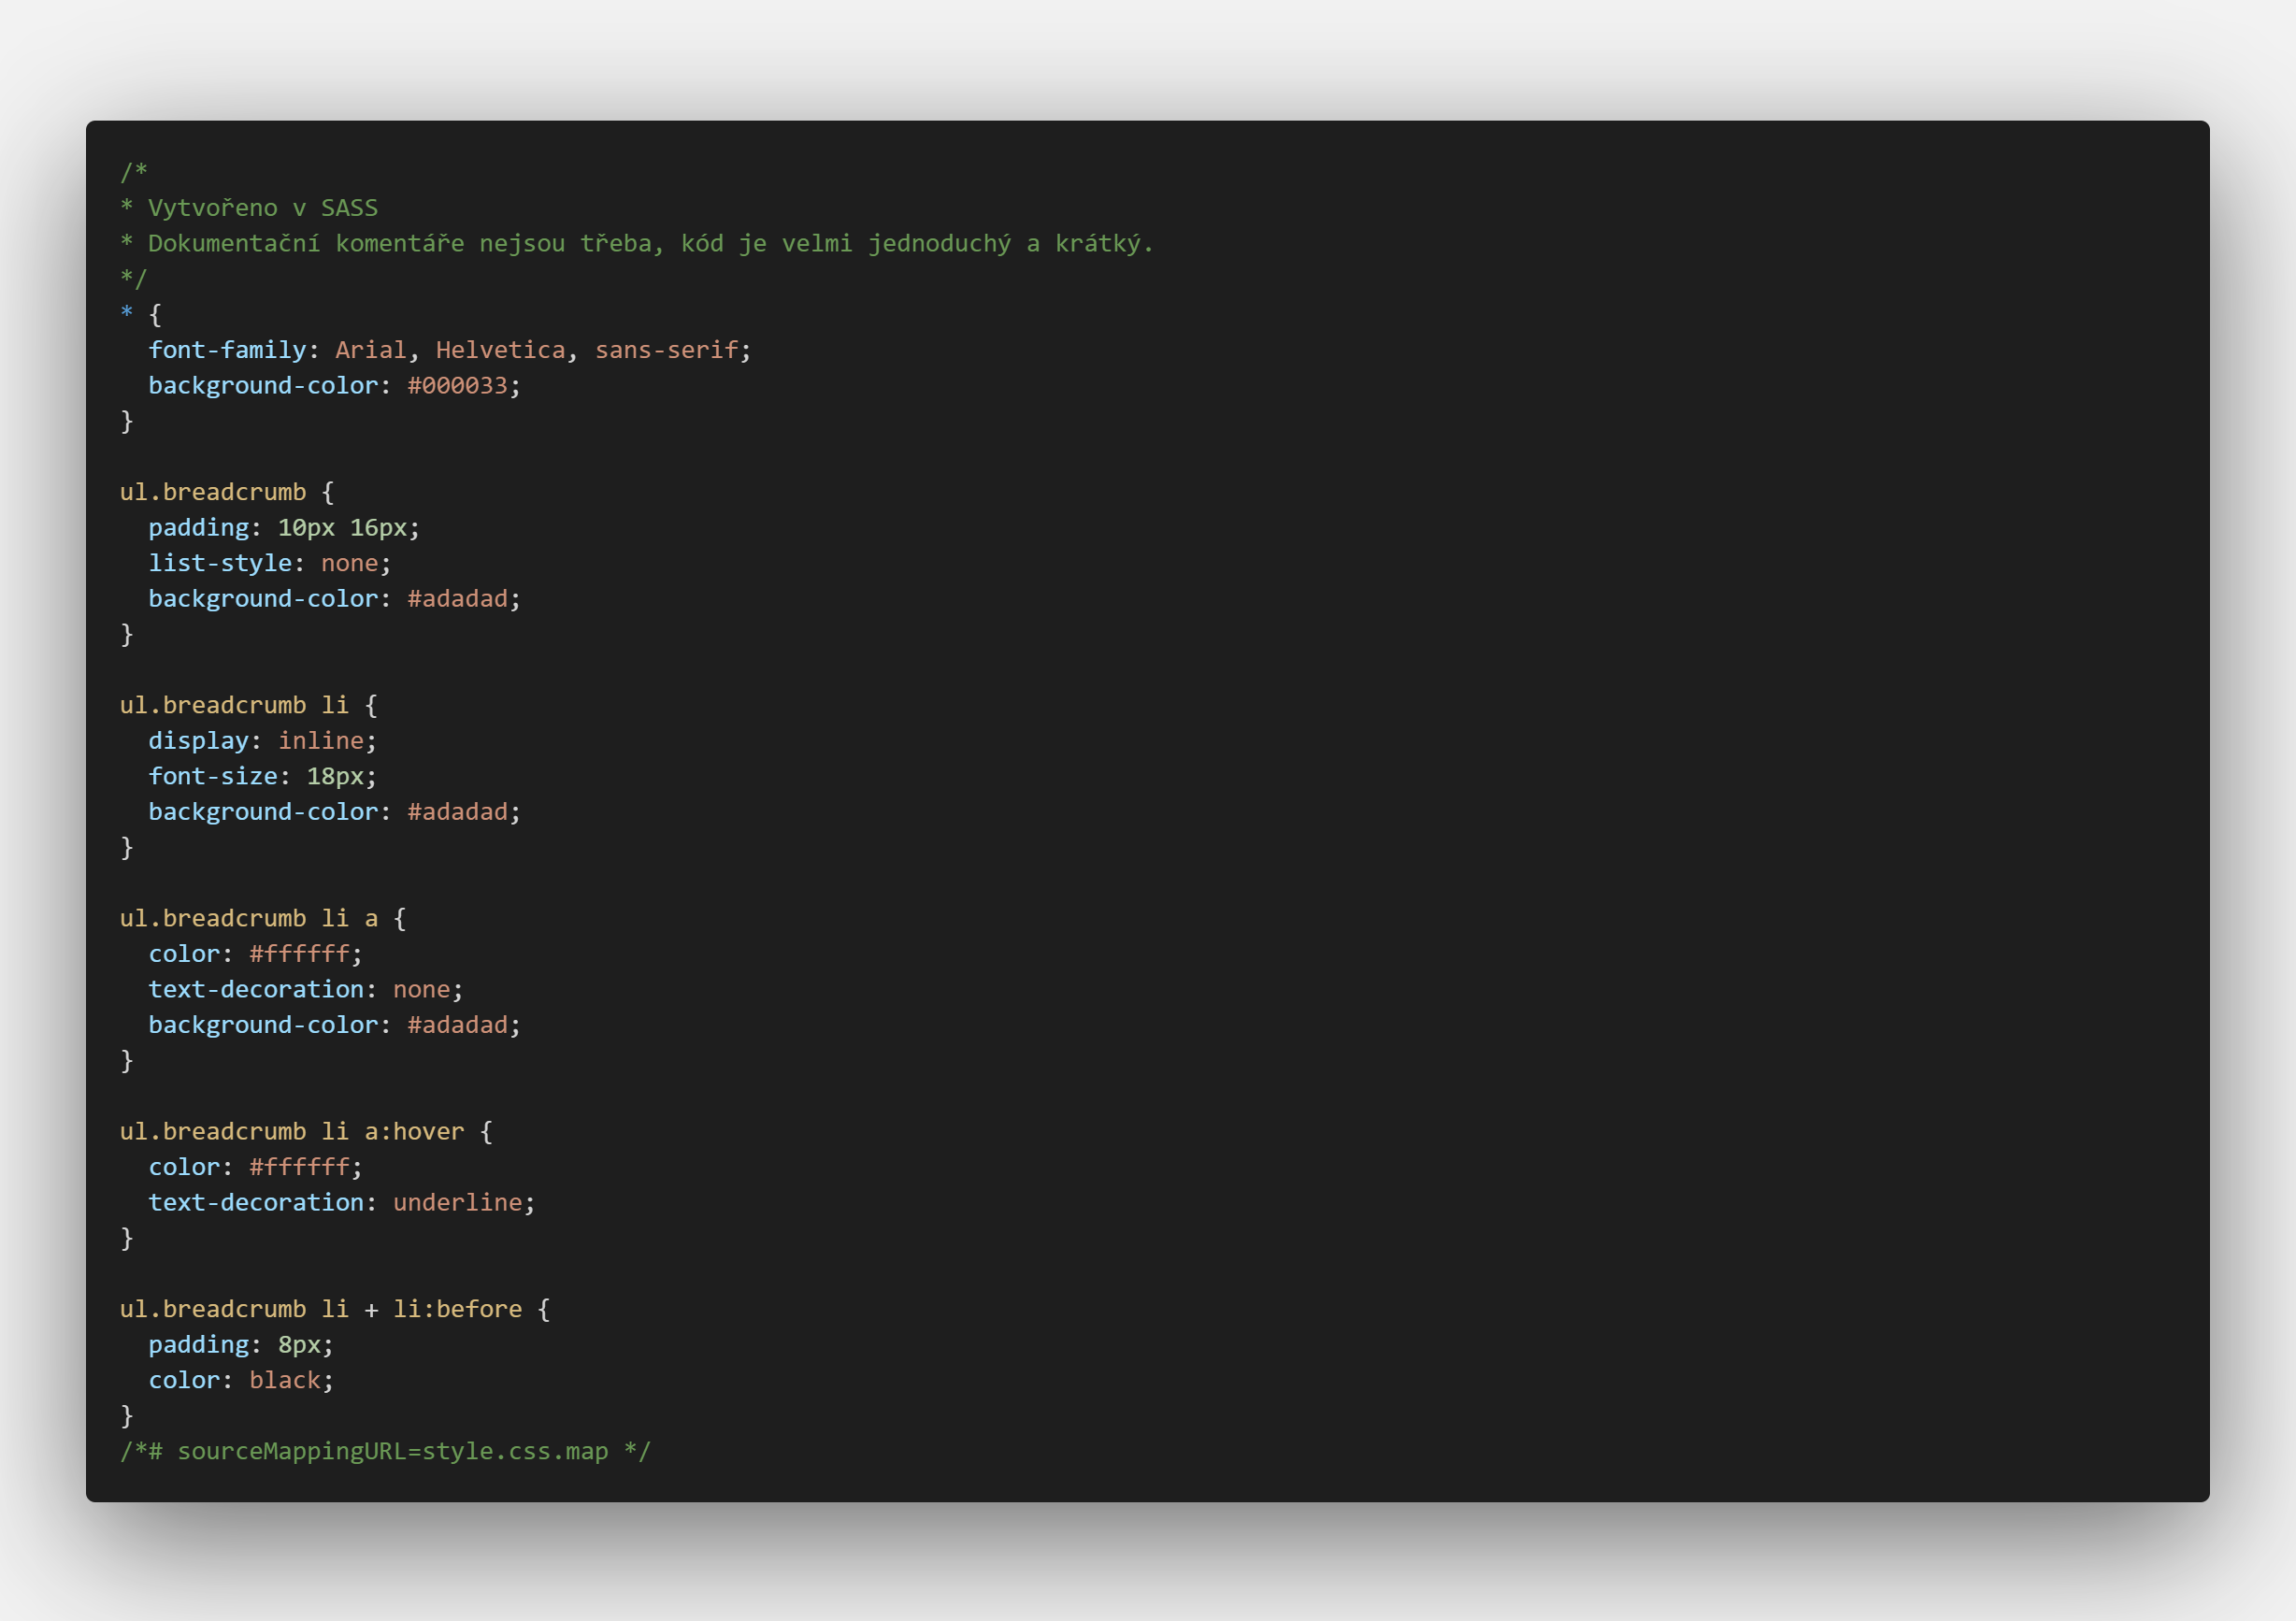 /*
* Vytvořeno v SASS
* Dokumentační komentáře nejsou třeba, kód je velmi jednoduchý a krátký.
*/
* {
  font-family: Arial, Helvetica, sans-serif;
  background-color: #000033;
}

ul.breadcrumb {
  padding: 10px 16px;
  list-style: none;
  background-color: #adadad;
}

ul.breadcrumb li {
  display: inline;
  font-size: 18px;
  background-color: #adadad;
}

ul.breadcrumb li a {
  color: #ffffff;
  text-decoration: none;
  background-color: #adadad;
}

ul.breadcrumb li a:hover {
  color: #ffffff;
  text-decoration: underline;
}

ul.breadcrumb li + li:before {
  padding: 8px;
  color: black;
}
/*# sourceMappingURL=style.css.map */